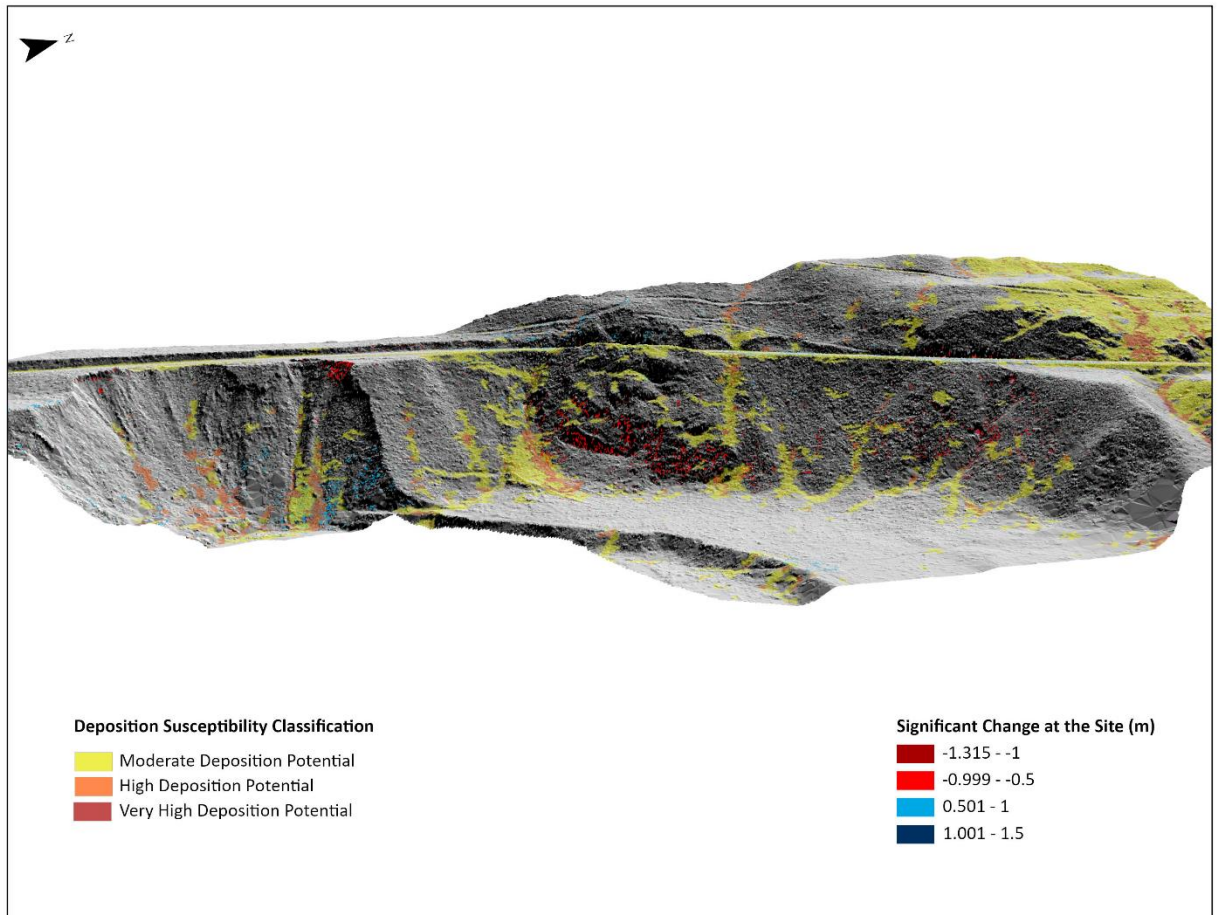 N
Deposition Susceptibility Classification
Moderate Deposition Potential
High Deposition Potential
Very High Deposition Potential
Significant Change at the Site (m)
-1.315 - -1
-0.999 - -0.5
0.501 - 1
1.001 - 1.5